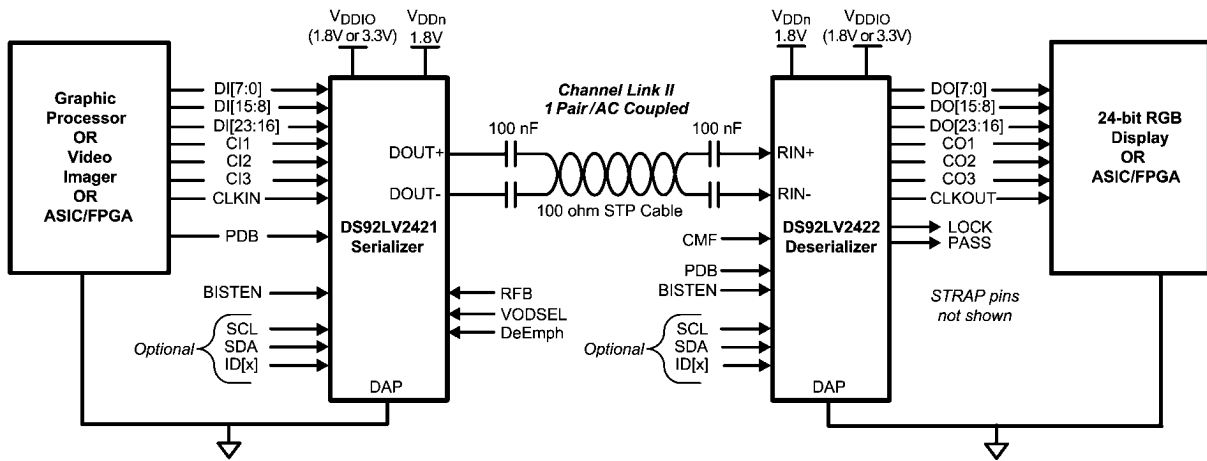 VDDIO
(1.8V or 3.3V)
VDDn
1.8V
VDDn
1.8V
VDDIO
(1.8V or 3.3V)
Graphic
Processor
OR
Video
Imager
OR
ASIC/FPGA
DI[7:0]
DI[15:8]
DI[23:16]
CI1
CI2
CI3
CLKIN
PDB
BISTEN
Optional
SCL
SDA
ID[x]
DOUT+
DOUT-
DS92LV2421
Serializer
DAP
RFB
VODSEL
DeEmph
Channel Link II
1 Pair /AC Coupled
100 nF
100 nF
100 ohm STP Cable
CMF
PDB
BISTEN
Optional
SCL
SDA
ID[x]
RIN+
RIN-
DS92LV2422
Deserializer
DAP
DO[7:0]
DO[15:8]
DO[23:16]
CO1
CO2
CO3
CLKOUT
LOCK
PASS
STRAP pins
not shown
24-bit RGB
Display
OR
ASIC/FPGA